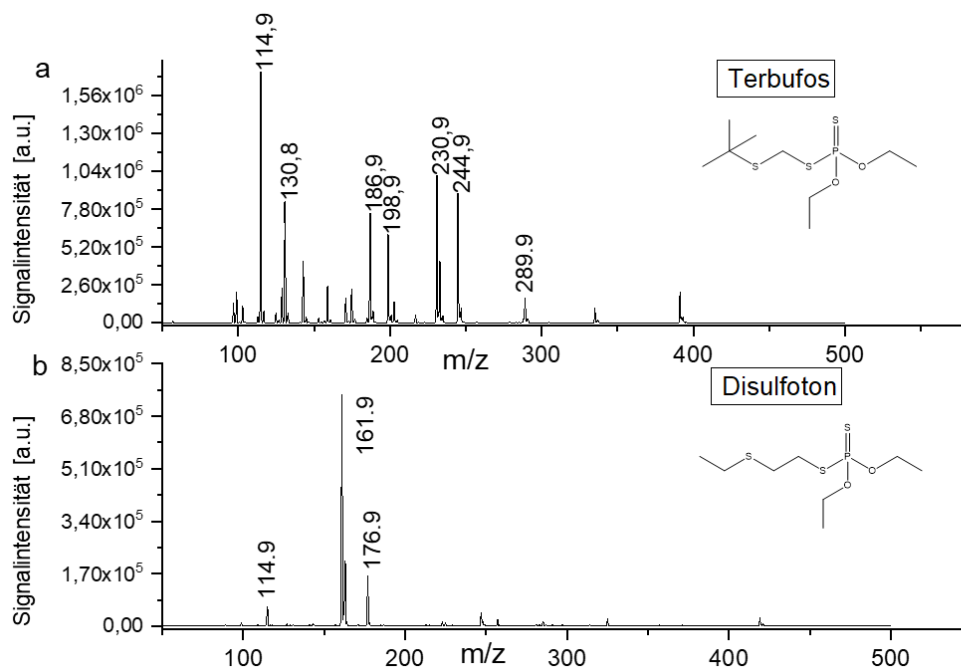 a
Terbufos
Signalintensität [a.u.]
1,56x10⁶
1,30x10⁶
1,04x10⁶
7,80x10⁵
5,20x10⁵
2,60x10⁵
0,00
114,9
130,8
186,9
198,9
230,9
244,9
289.9
S
S
S
P
O
O
100
200
300
400
500
m/z
b
Disulfoton
Signalintensität [a.u.]
8,50x10⁵
6,80x10⁵
5,10x10⁵
3,40x10⁵
1,70x10⁵
0,00
114.9
161.9
176.9
S
S
S
P
O
O
100
200
300
400
500
m/z